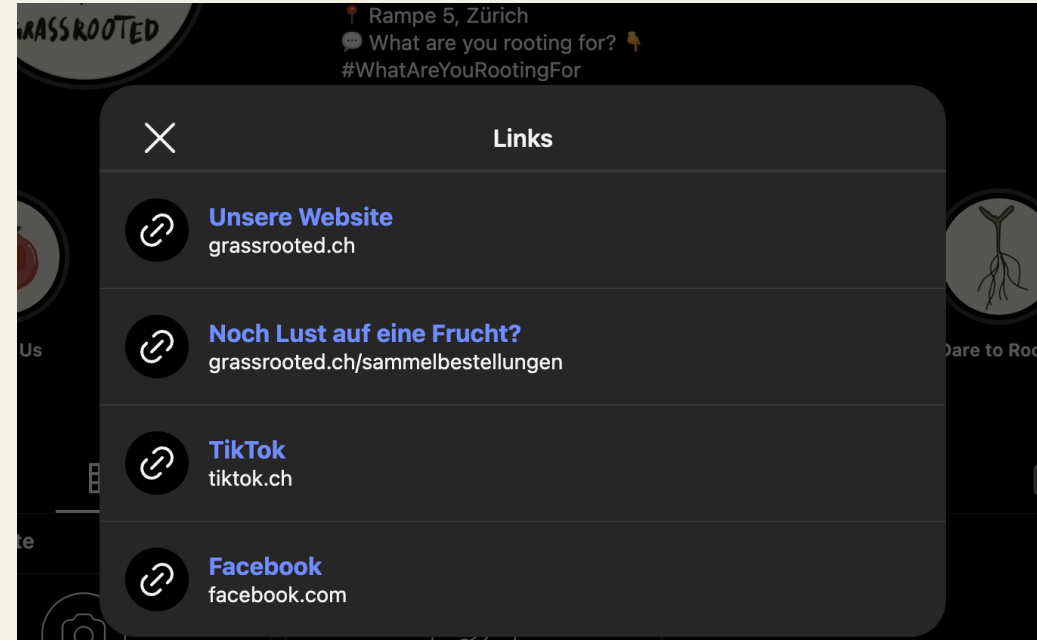 GRASSROOTED
📍 Rampe 5, Zürich
💬 What are you rooting for? 👇
#WhatAreYouRootingFor
Links
Unsere Website
grassrooted.ch
Noch Lust auf eine Frucht?
grassrooted.ch/sammelbestellungen
Us
Dare to Roo
TikTok
tiktok.ch
te
Facebook
facebook.com